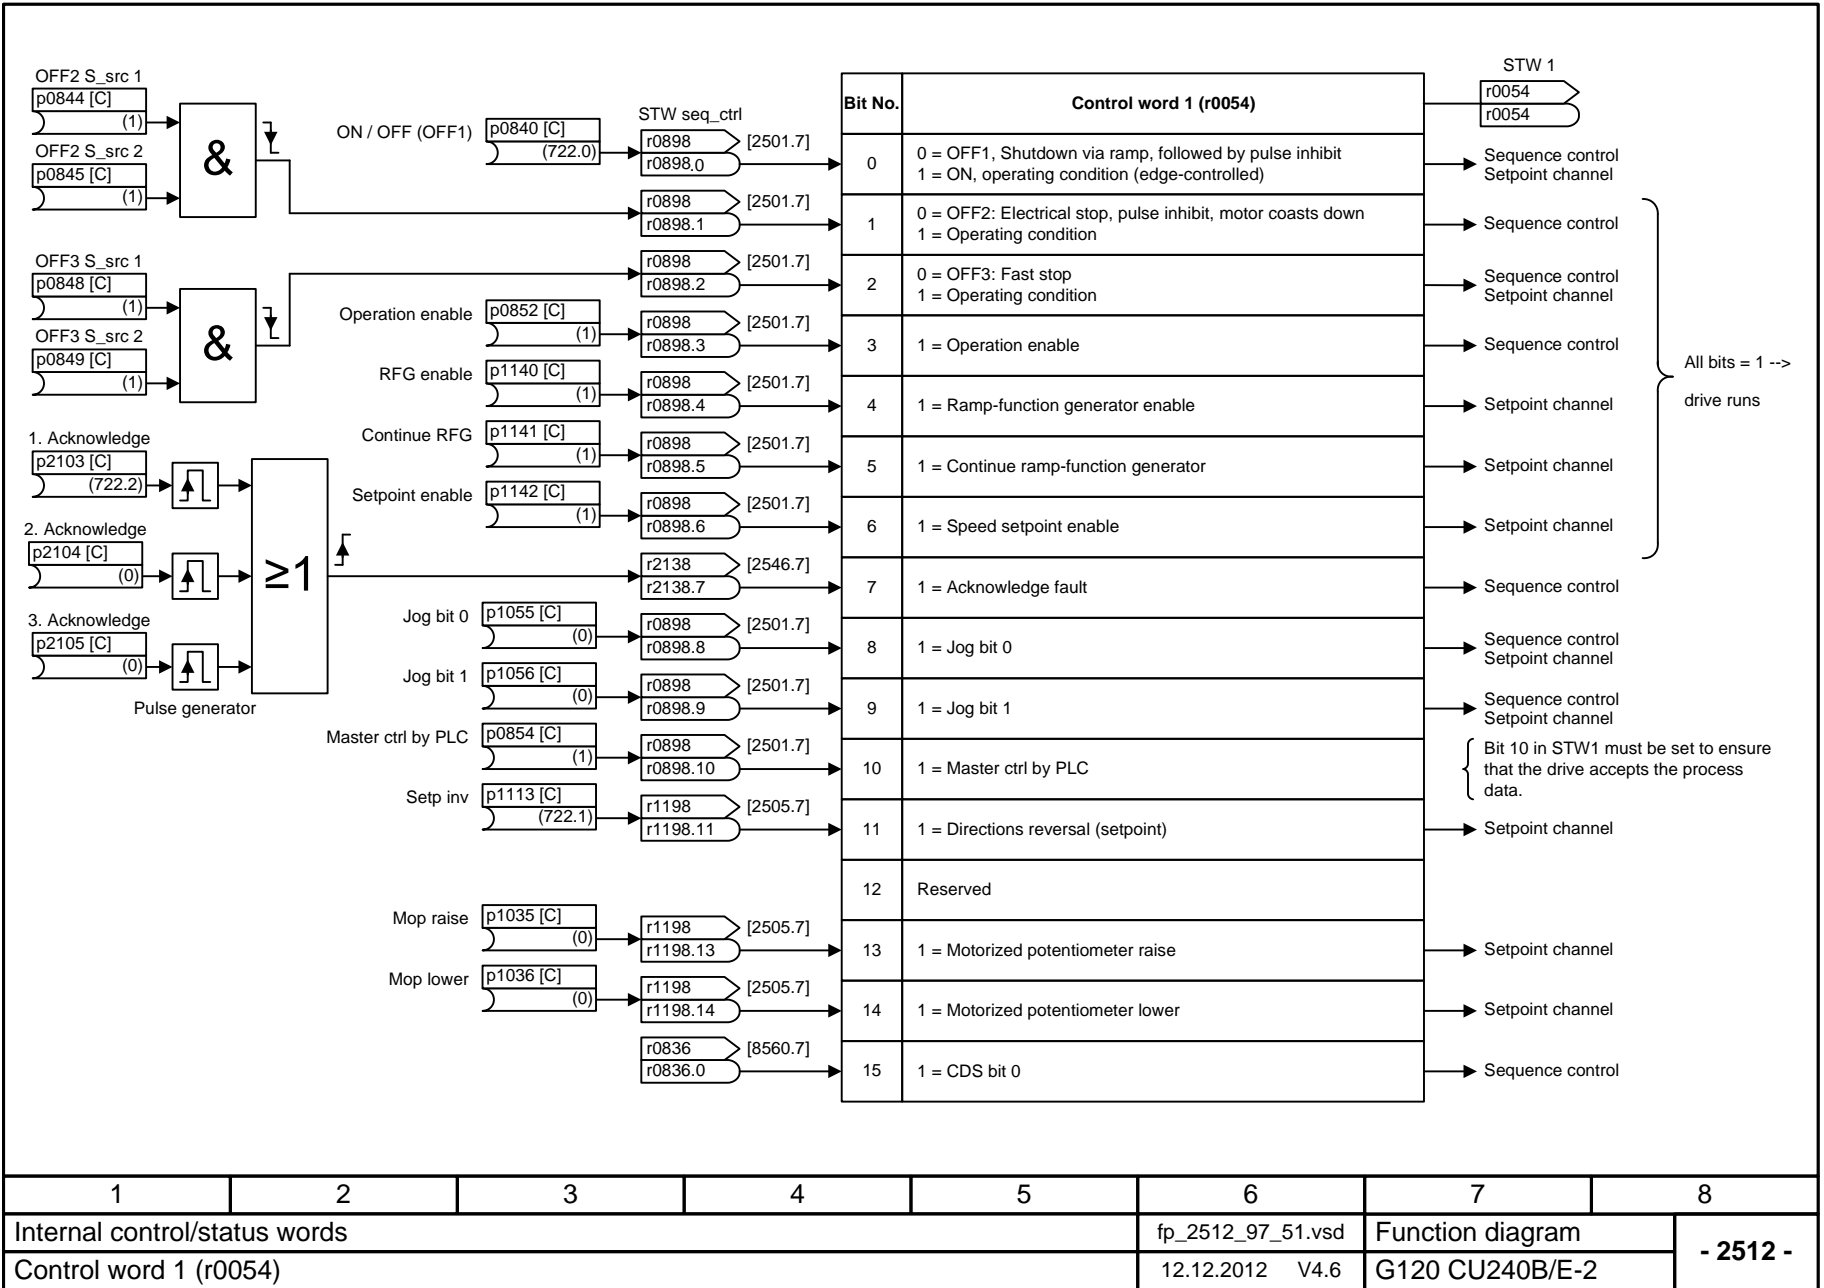 OFF2 S_src 1
p0844 [C]
(1)
OFF2 S_src 2
p0845 [C]
(1)
&
OFF3 S_src 1
p0848 [C]
(1)
OFF3 S_src 2
p0849 [C]
(1)
&
1. Acknowledge
p2103 [C]
(722.2)
2. Acknowledge
p2104 [C]
(0)
3. Acknowledge
p2105 [C]
(0)
≥1
Pulse generator
ON / OFF (OFF1)
p0840 [C]
(722.0)
Operation enable
p0852 [C]
(1)
RFG enable
p1140 [C]
(1)
Continue RFG
p1141 [C]
(1)
Setpoint enable
p1142 [C]
(1)
Jog bit 0
p1055 [C]
(0)
Jog bit 1
p1056 [C]
(0)
Master ctrl by PLC
p0854 [C]
(1)
Setp inv
p1113 [C]
(722.1)
Mop raise
p1035 [C]
(0)
Mop lower
p1036 [C]
(0)
STW seq_ctrl
r0898 [2501.7]
r0898.0
r0898 [2501.7]
r0898.1
r0898 [2501.7]
r0898.2
r0898 [2501.7]
r0898.3
r0898 [2501.7]
r0898.4
r0898 [2501.7]
r0898.5
r0898 [2501.7]
r0898.6
r2138 [2546.7]
r2138.7
r0898 [2501.7]
r0898.8
r0898 [2501.7]
r0898.9
r0898 [2501.7]
r0898.10
r1198 [2505.7]
r1198.11
r1198 [2505.7]
r1198.13
r1198 [2505.7]
r1198.14
r0836 [8560.7]
r0836.0
Bit No. Control word 1 (r0054)
0
0 = OFF1, Shutdown via ramp, followed by pulse inhibit
1 = ON, operating condition (edge-controlled)
1
0 = OFF2: Electrical stop, pulse inhibit, motor coasts down
1 = Operating condition
2
0 = OFF3: Fast stop
1 = Operating condition
3 1 = Operation enable
4 1 = Ramp-function generator enable
5 1 = Continue ramp-function generator
6 1 = Speed setpoint enable
7 1 = Acknowledge fault
8 1 = Jog bit 0
9 1 = Jog bit 1
10 1 = Master ctrl by PLC
11 1 = Directions reversal (setpoint)
12 Reserved
13 1 = Motorized potentiometer raise
14 1 = Motorized potentiometer lower
15 1 = CDS bit 0
STW 1
r0054
r0054
Sequence control
Setpoint channel
Sequence control
Sequence control
Setpoint channel
Sequence control
Setpoint channel
Setpoint channel
Setpoint channel
Sequence control
Sequence control
Setpoint channel
Sequence control
Setpoint channel
Bit 10 in STW1 must be set to ensure
that the drive accepts the process
data.
Setpoint channel
Setpoint channel
Setpoint channel
Sequence control
All bits = 1 -->
drive runs
1 2 3 4 5 6 7 8
Internal control/status words
fp_2512_97_51.vsd
Function diagram
- 2512 -
Control word 1 (r0054)
12.12.2012 V4.6
G120 CU240B/E-2